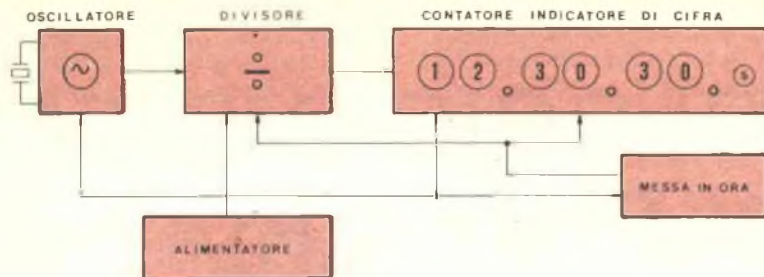 OSCILLATORE
DIVISORE
CONTATORE INDICATORE DI CIFRA
12.30.30. S
MESSA IN ORA
ALIMENTATORE